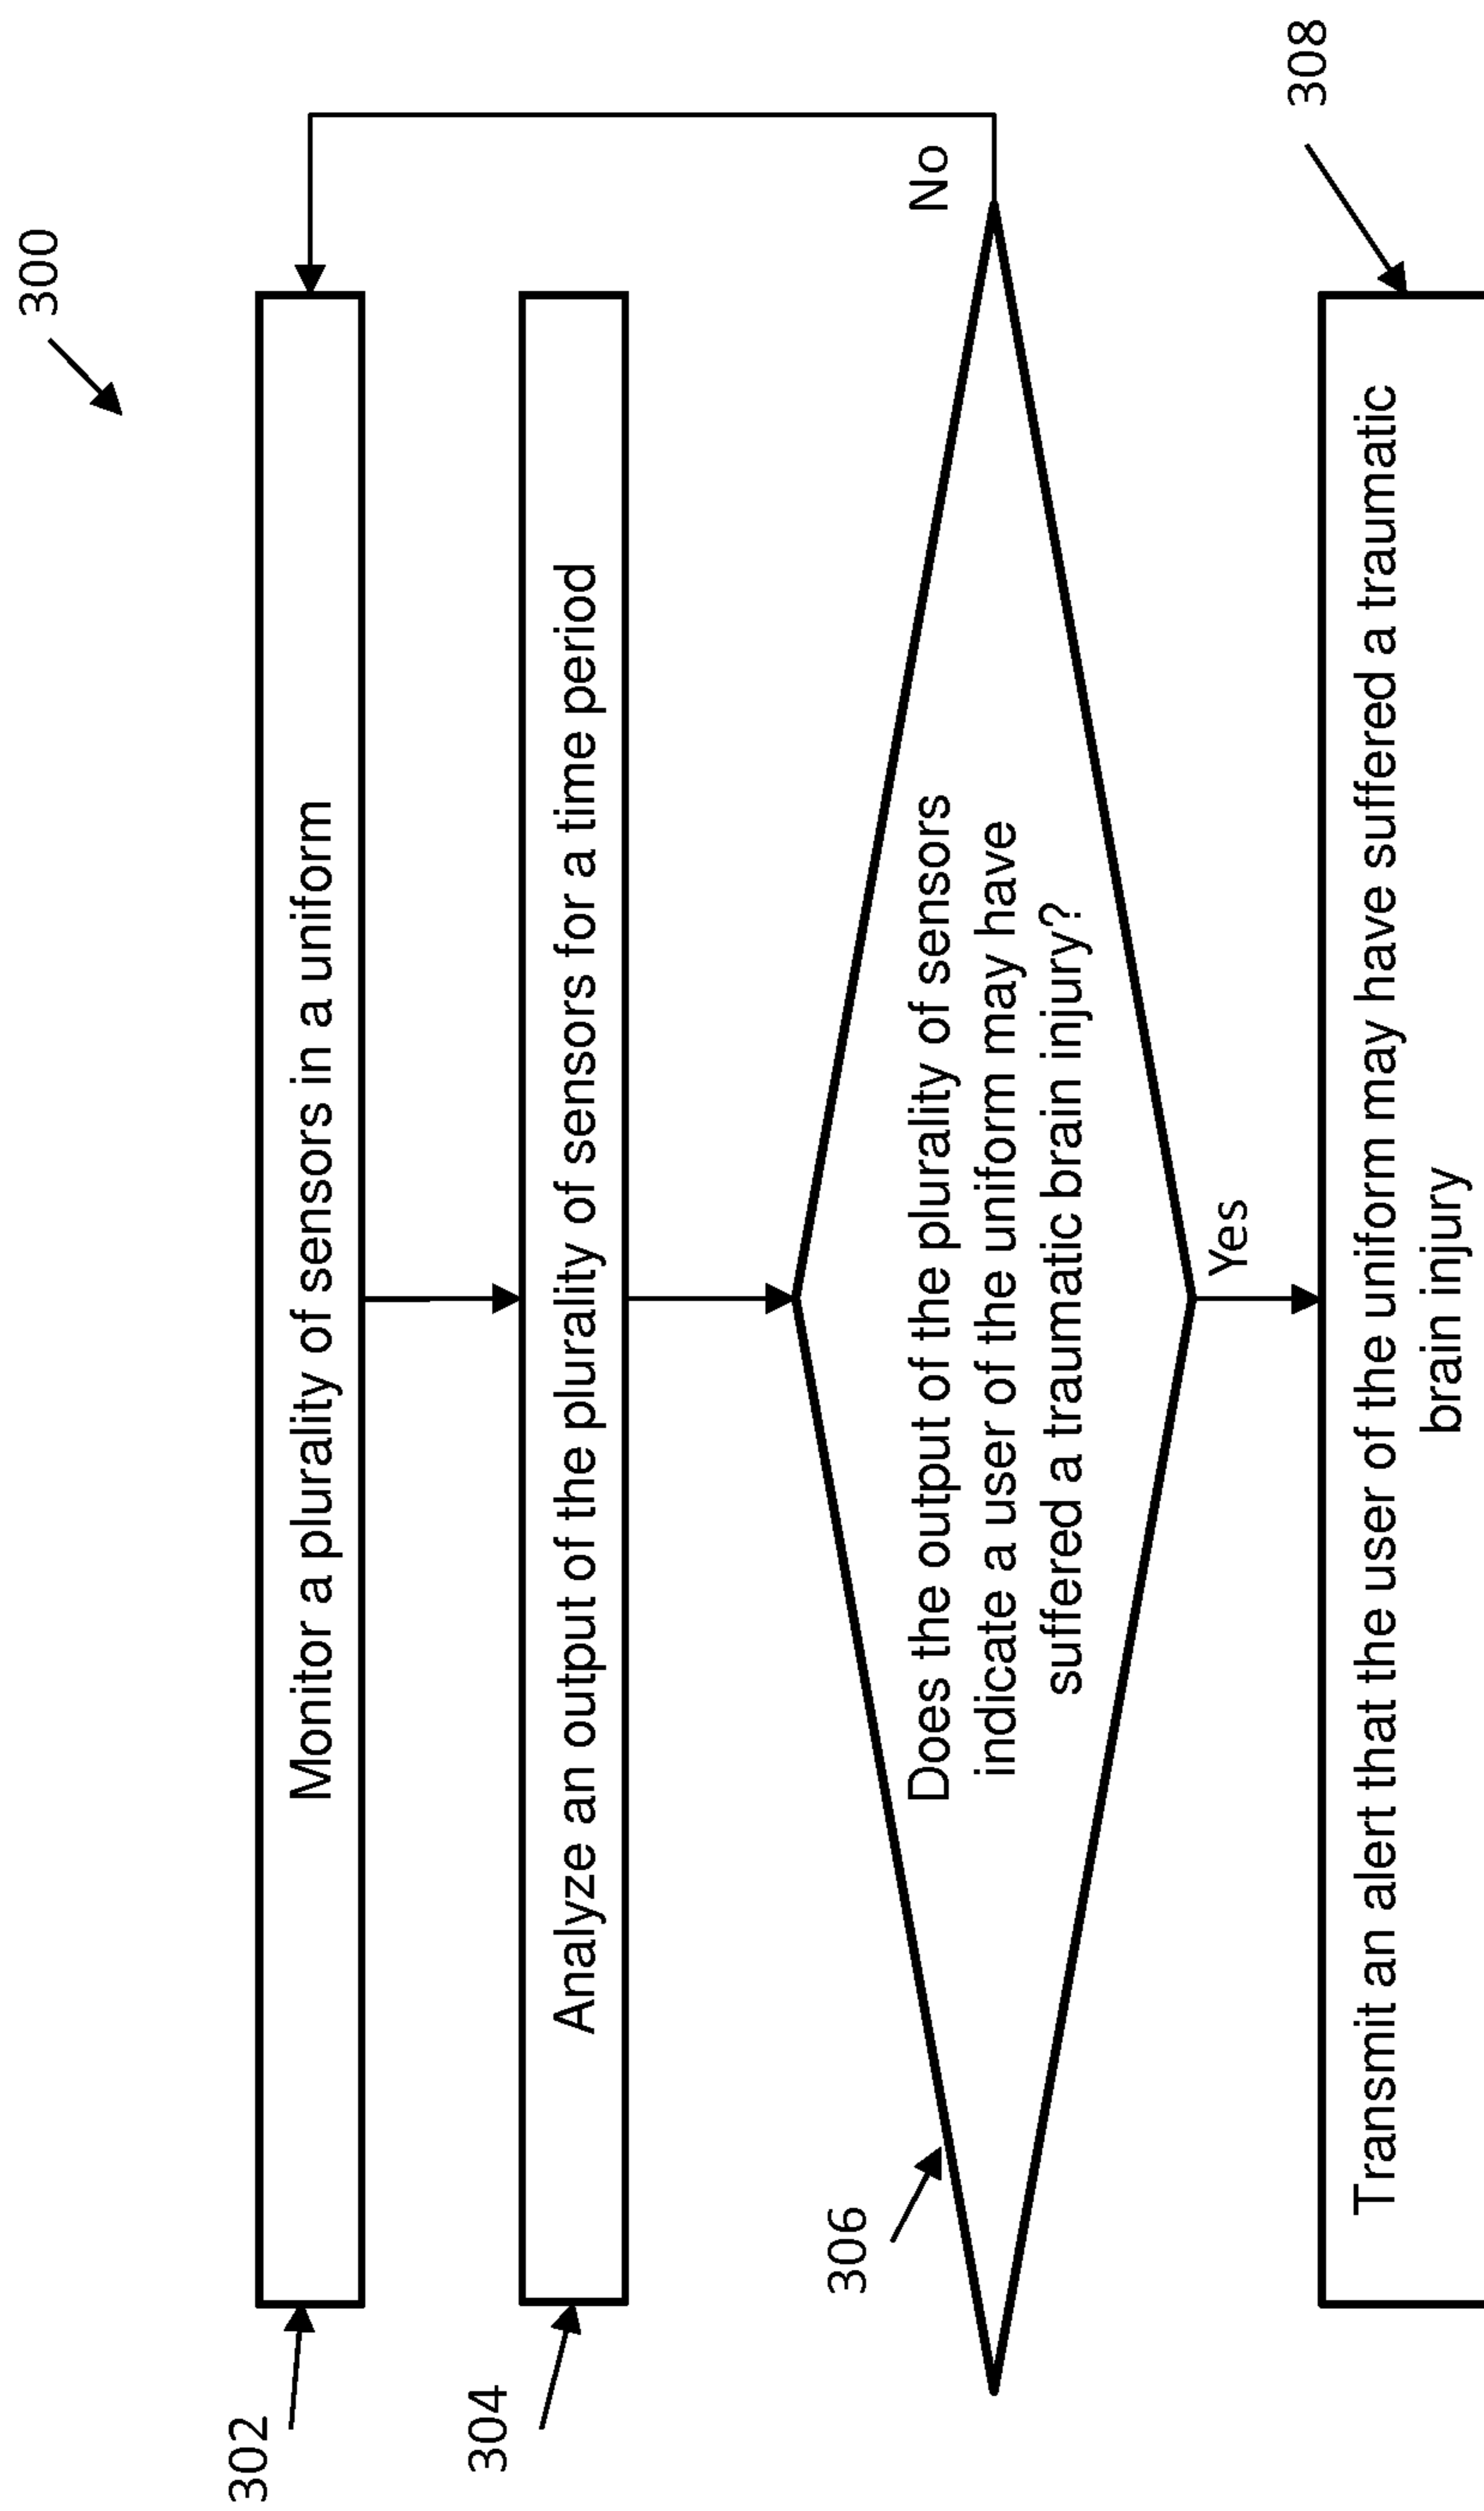 300
302
Monitor a plurality of sensors in a uniform
304
Analyze an output of the plurality of sensors for a time period
306
Does the output of the plurality of sensors
indicate a user of the uniform may have
suffered a traumatic brain injury?
No
Yes
308
Transmit an alert that the user of the uniform may have suffered a traumatic
brain injury